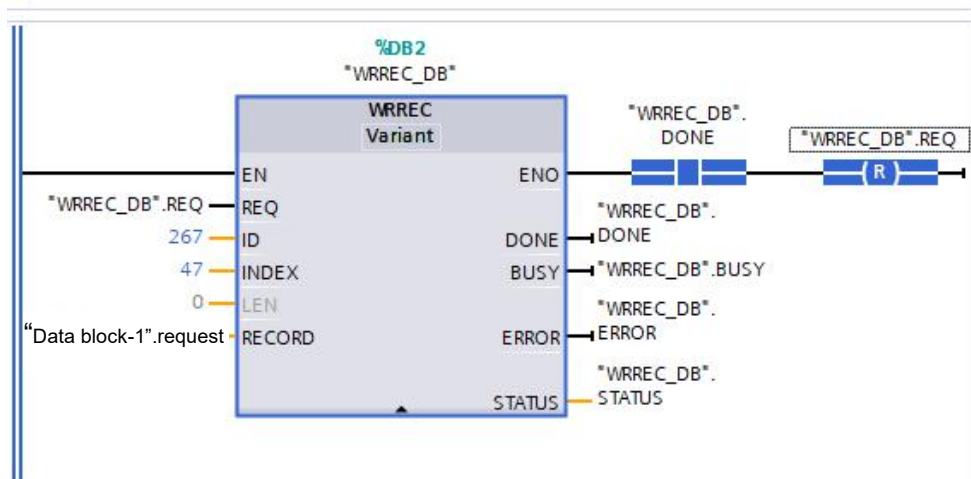 %DB2
"WRREC_DB"
WRREC
Variant
"WRREC_DB".
DONE
"WRREC_DB".REQ
( R )
EN
ENO
"WRREC_DB".REQ
REQ
267
ID
47
INDEX
0
LEN
“Data block-1”.request
RECORD
DONE
"WRREC_DB".
DONE
BUSY
"WRREC_DB".BUSY
ERROR
"WRREC_DB".
ERROR
STATUS
"WRREC_DB".
STATUS